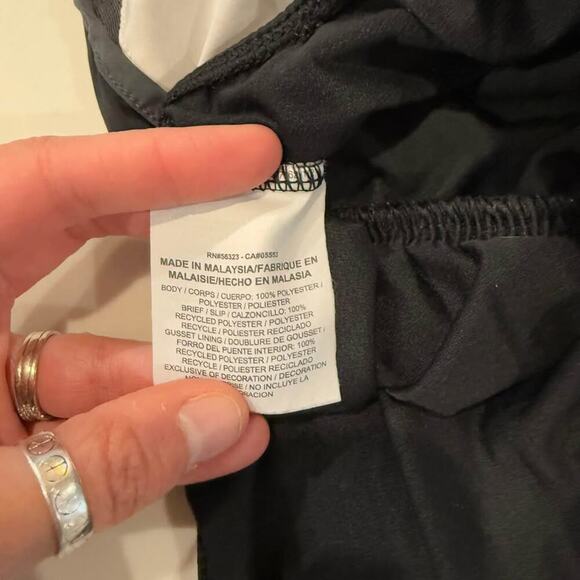 RN#56323 - CA#05553
MADE IN MALAYSIA/FABRIQUE EN
MALAISIE/HECHO EN MALASIA
BODY / CORPS / CUERPO: 100% POLYESTER /
POLYESTER / POLIESTER
BRIEF / SLIP / CALZONCILLO: 100%
RECYCLED POLYESTER / POLYESTER
RECYCLE / POLIESTER RECICLADO
GUSSET LINING / DOUBLURE DE GOUSSET /
FORRO DEL PUENTE INTERIOR: 100%
RECYCLED POLYESTER / POLYESTER
RECYCLE / POLIESTER RECICLADO
EXCLUSIVE OF DECORATION / DECORATION
/ NO INCLUYE LA